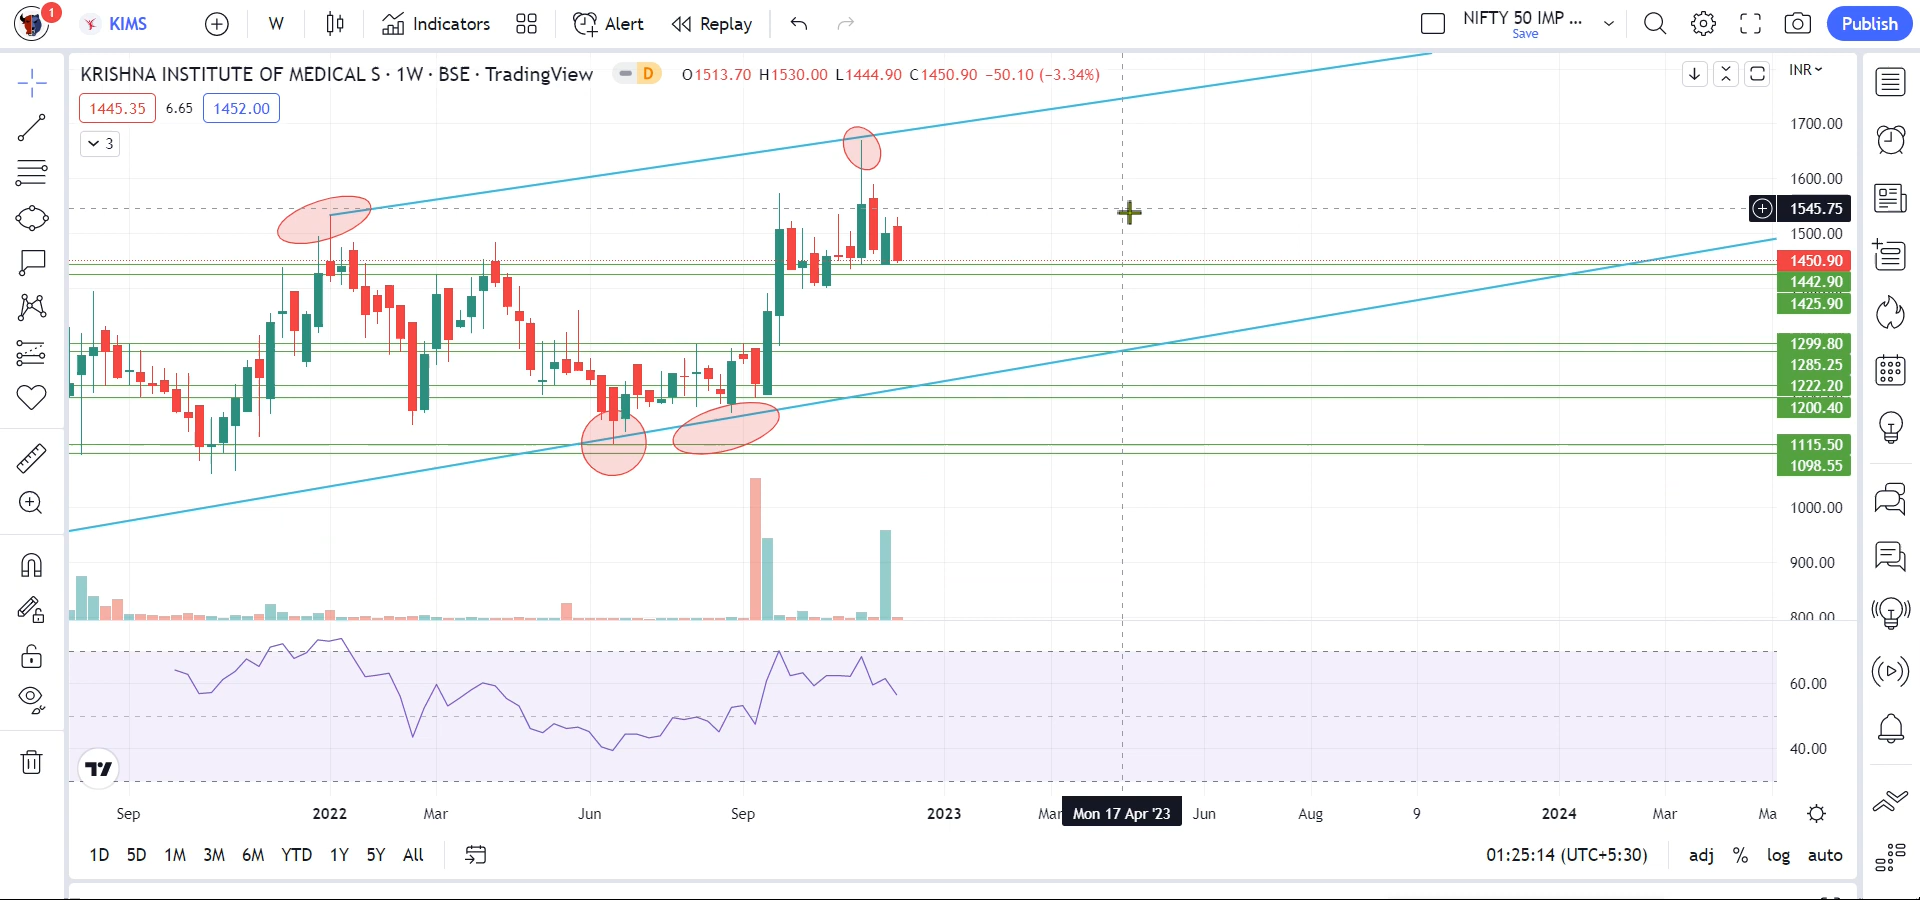 1
KIMS
W
Indicators
Alert
Replay
NIFTY 50 IMP ...
Save
Publish
KRISHNA INSTITUTE OF MEDICAL S · 1W · BSE · TradingView
D
O1513.70 H1530.00 L1444.90 C1450.90 −50.10 (−3.34%)
INR
1445.35
6.65
1452.00
3
1700.00
1600.00
1545.75
1500.00
1450.90
1442.90
1425.90
1299.80
1285.25
1222.20
1200.40
1115.50
1098.55
1000.00
900.00
800.00
60.00
40.00
Sep
2022
Mar
Jun
Sep
2023
Mar
Mon 17 Apr '23
Jun
Aug
9
2024
Mar
Ma
1D
5D
1M
3M
6M
YTD
1Y
5Y
All
01:25:14 (UTC+5:30)
adj
%
log
auto